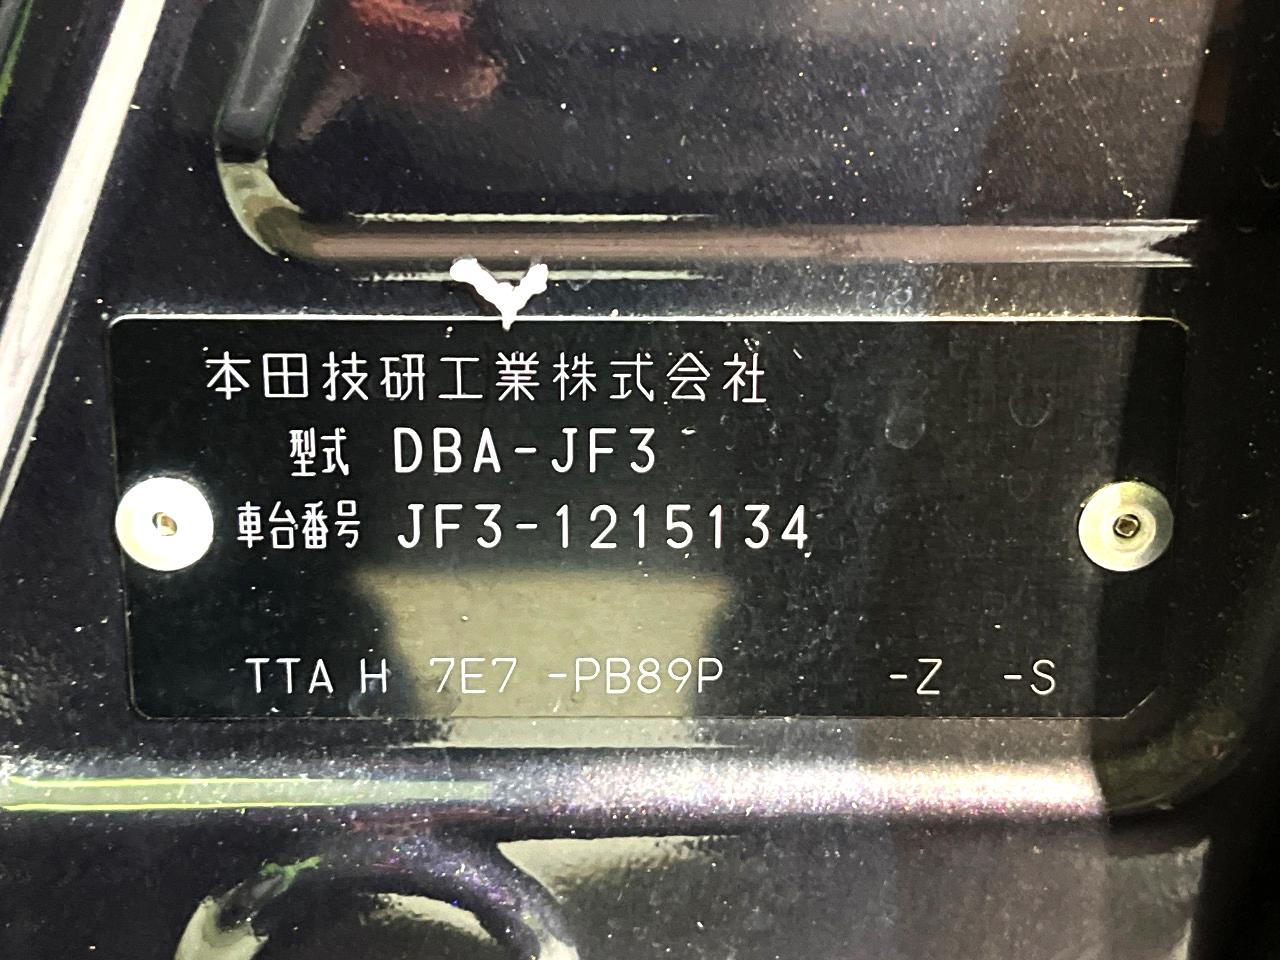 本田技研工業株式会社
型式 DBA-JF3
車台番号 JF3-1215134
TTA H 7E7 -PB89P -Z -S